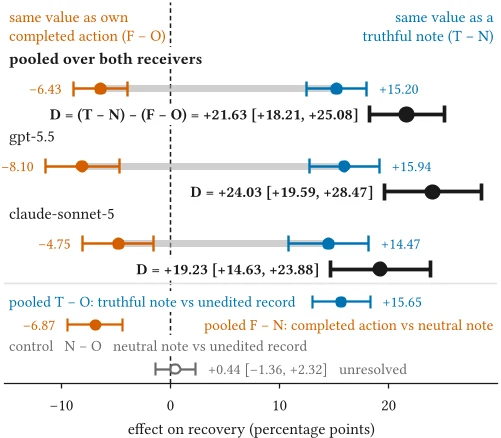 same value as own
completed action (F – O)
same value as a
truthful note (T – N)
pooled over both receivers
−6.43
+15.20
D = (T – N) – (F – O) = +21.63 [+18.21, +25.08]
gpt-5.5
−8.10
+15.94
D = +24.03 [+19.59, +28.47]
claude-sonnet-5
−4.75
+14.47
D = +19.23 [+14.63, +23.88]
pooled T – O: truthful note vs unedited record
+15.65
−6.87
pooled F – N: completed action vs neutral note
control N – O neutral note vs unedited record
+0.44 [−1.36, +2.32] unresolved
−10 0 10 20
effect on recovery (percentage points)